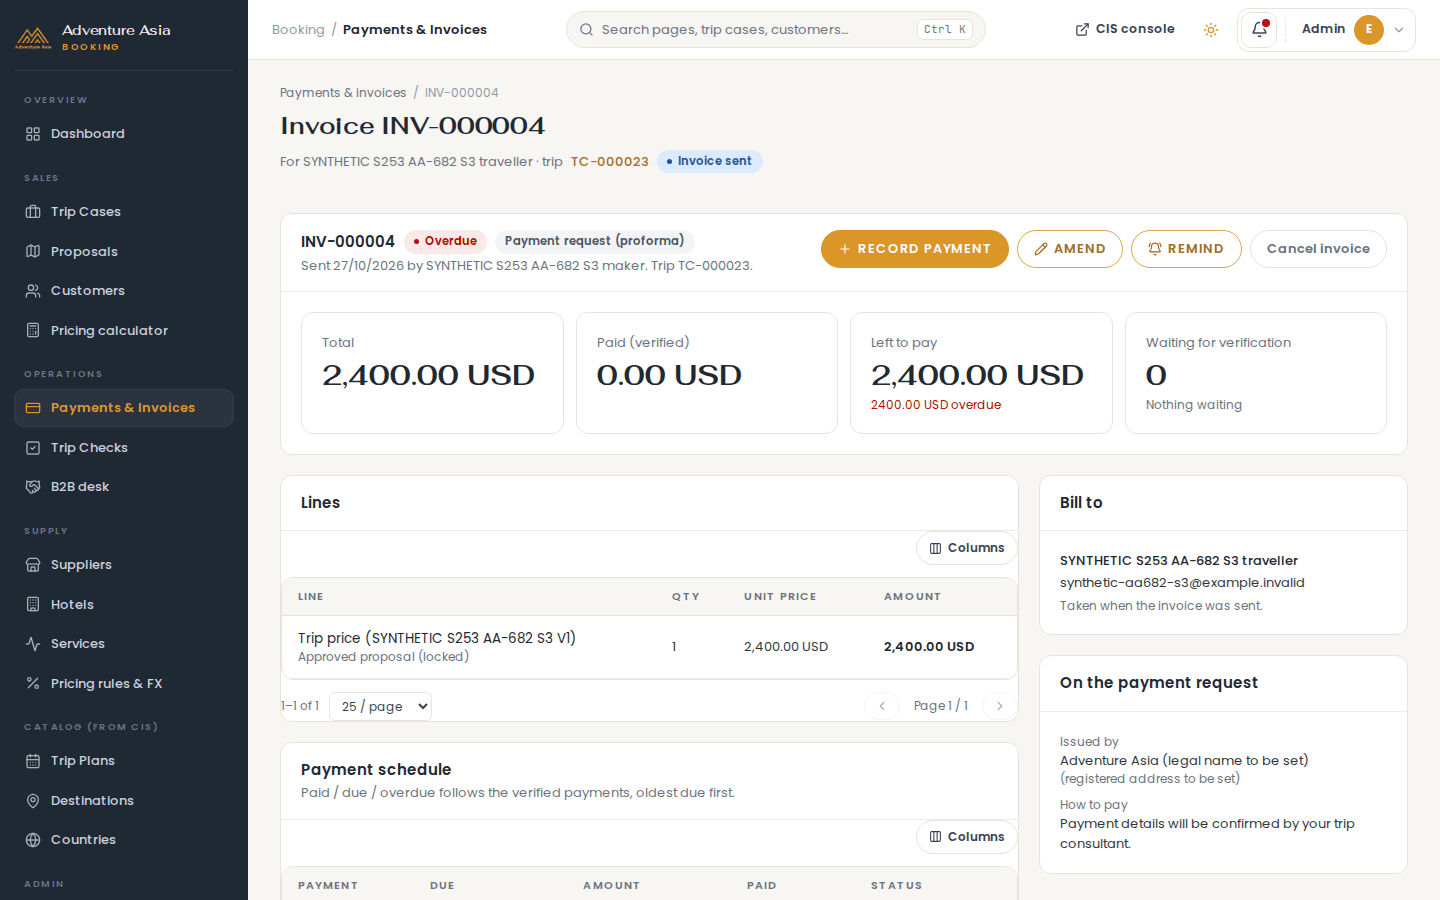 Adventure Asia
BOOKING
Adventure Asia
OVERVIEW
Dashboard
SALES
Trip Cases
Proposals
Customers
Pricing calculator
OPERATIONS
Payments & Invoices
Trip Checks
B2B desk
SUPPLY
Suppliers
Hotels
Services
Pricing rules & FX
CATALOG (FROM CIS)
Trip Plans
Destinations
Countries
ADMIN
Booking / Payments & Invoices
Search pages, trip cases, customers...
Ctrl K
CIS console
Admin
E
Payments & invoices / INV-000004
Invoice INV-000004
For SYNTHETIC S253 AA-682 S3 traveller · trip TC-000023 Invoice sent
INV-000004 Overdue Payment request (proforma)
Sent 27/10/2026 by SYNTHETIC S253 AA-682 S3 maker. Trip TC-000023.
RECORD PAYMENT
AMEND
REMIND
Cancel invoice
Total
2,400.00 USD
Paid (verified)
0.00 USD
Left to pay
2,400.00 USD
2400.00 USD overdue
Waiting for verification
0
Nothing waiting
Lines
Columns
LINE QTY UNIT PRICE AMOUNT
Trip price (SYNTHETIC S253 AA-682 S3 V1) 1 2,400.00 USD 2,400.00 USD
Approved proposal (locked)
1–1 of 1 25 / page Page 1 / 1
Payment schedule
Paid / due / overdue follows the verified payments, oldest due first.
Columns
PAYMENT DUE AMOUNT PAID STATUS
Bill to
SYNTHETIC S253 AA-682 S3 traveller
synthetic-aa682-s3@example.invalid
Taken when the invoice was sent.
On the payment request
Issued by
Adventure Asia (legal name to be set)
(registered address to be set)
How to pay
Payment details will be confirmed by your trip
consultant.